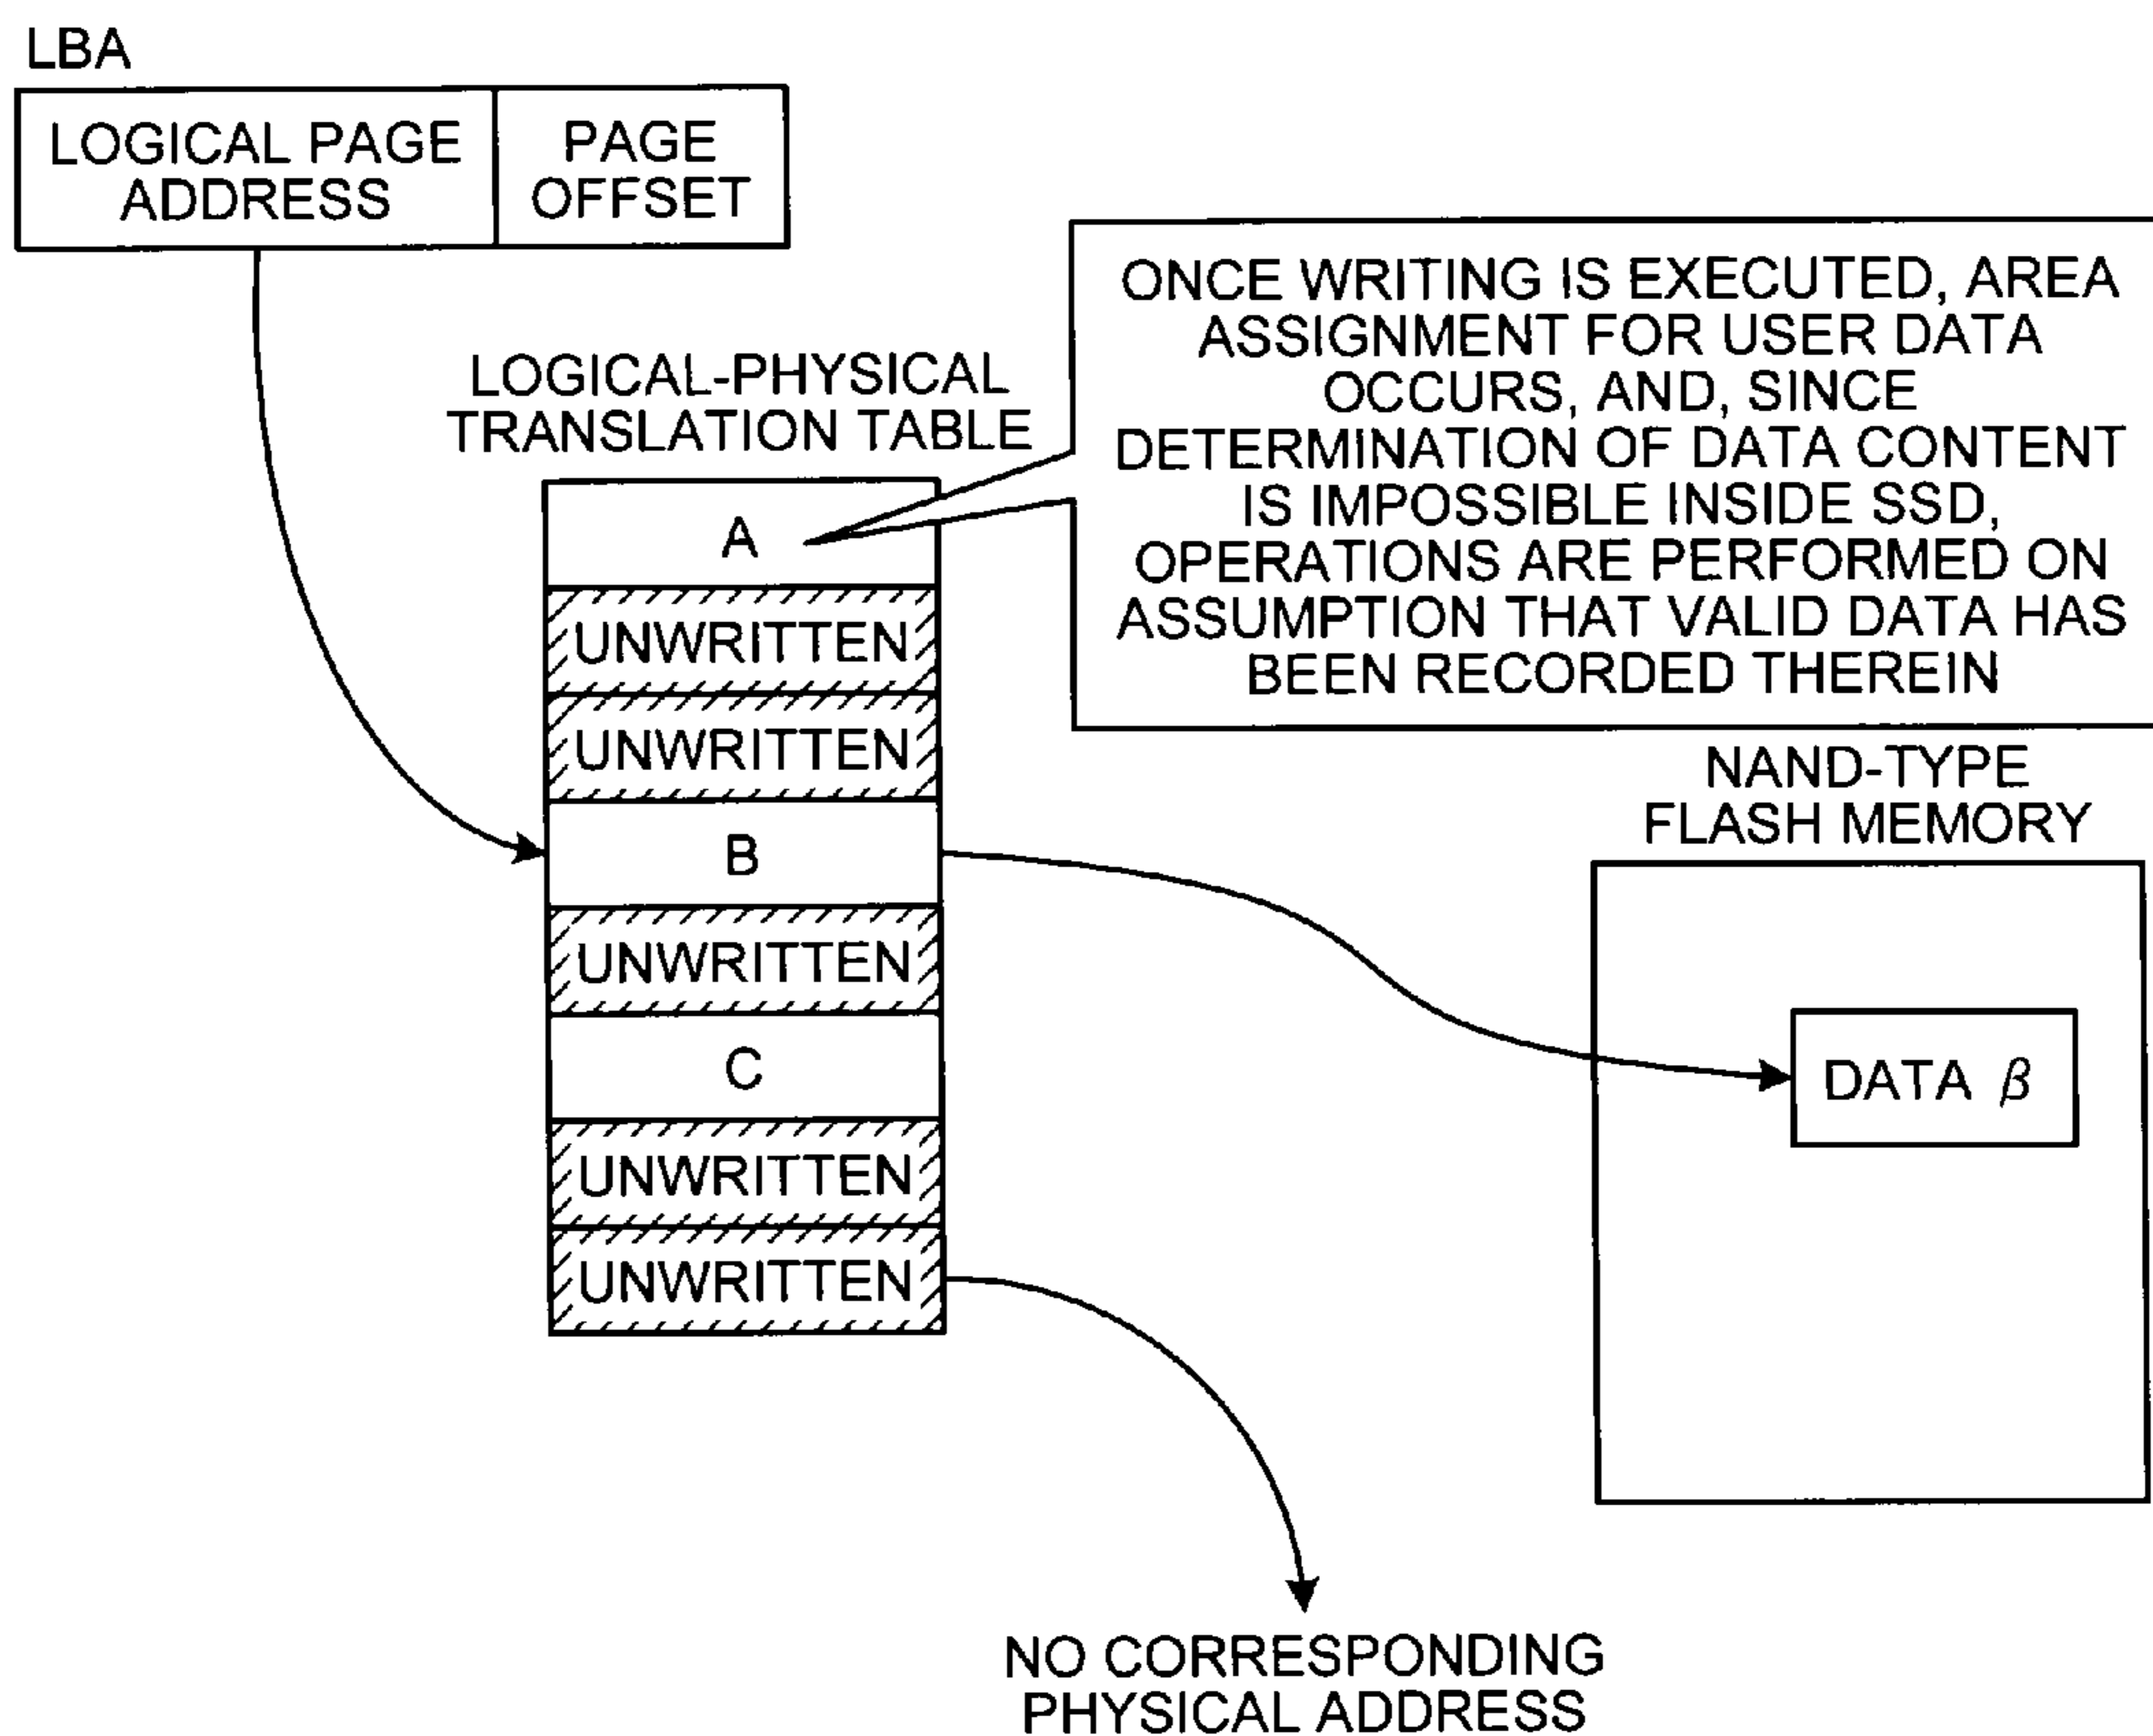 LBA
LOGICAL PAGE
ADDRESS
PAGE
OFFSET
ONCE WRITING IS EXECUTED, AREA
ASSIGNMENT FOR USER DATA
OCCURS, AND, SINCE
DETERMINATION OF DATA CONTENT
IS IMPOSSIBLE INSIDE SSD,
OPERATIONS ARE PERFORMED ON
ASSUMPTION THAT VALID DATA HAS
BEEN RECORDED THEREIN
LOGICAL-PHYSICAL
TRANSLATION TABLE
A
UNWRITTEN
UNWRITTEN
B
UNWRITTEN
C
UNWRITTEN
UNWRITTEN
NAND-TYPE
FLASH MEMORY
DATA β
NO CORRESPONDING
PHYSICAL ADDRESS